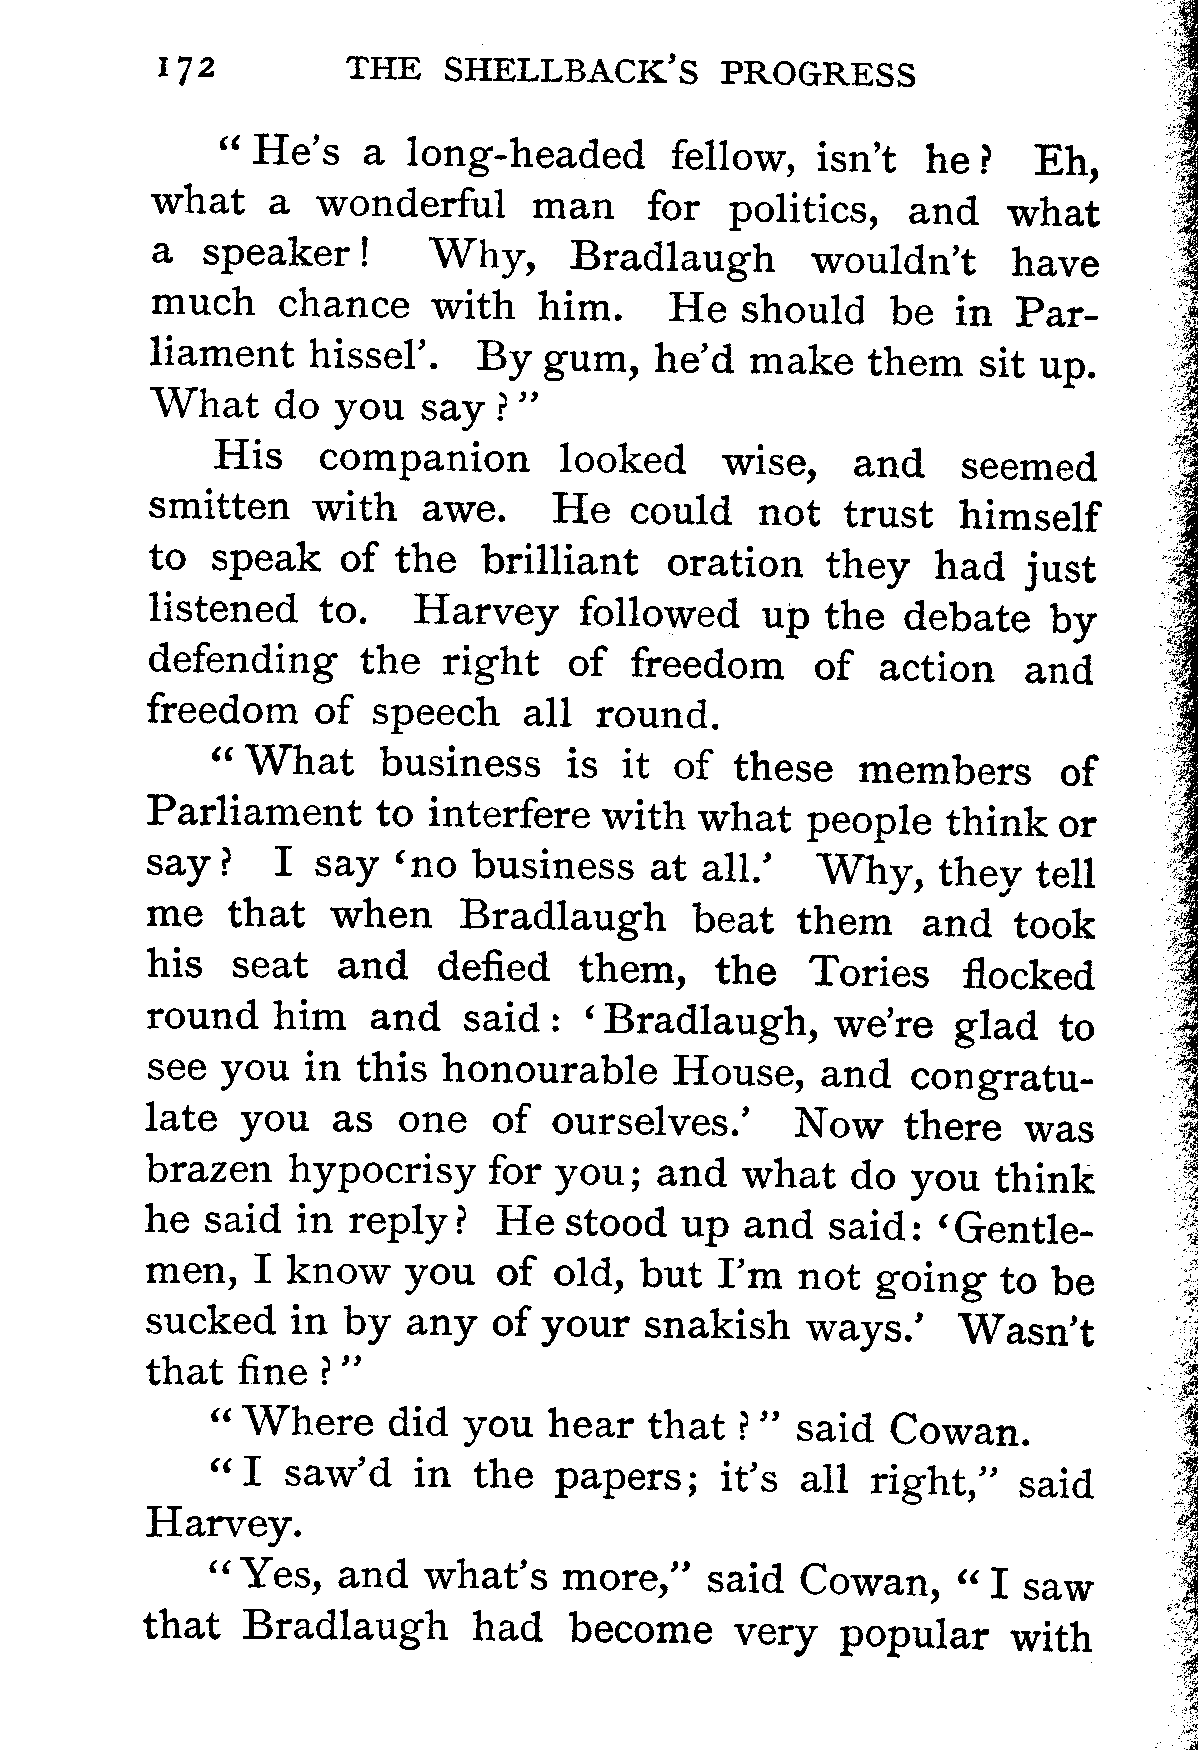 172 THE SHELLBACK'S PROGRESS
“ He's a long-headed fellow, isn't he? Eh,
what a wonderful man for politics, and what
a speaker! Why, Bradlaugh wouldn't have
much chance with him. He should be in Par-
liament hissel'. By gum, he'd make them sit up.
What do you say?”
His companion looked wise, and seemed
smitten with awe. He could not trust himself
to speak of the brilliant oration they had just
listened to. Harvey followed up the debate by
defending the right of freedom of action and
freedom of speech all round.
“ What business is it of these members of
Parliament to interfere with what people think or
say? I say ‘no business at all.’ Why, they tell
me that when Bradlaugh beat them and took
his seat and defied them, the Tories flocked
round him and said: ‘Bradlaugh, we're glad to
see you in this honourable House, and congratu-
late you as one of ourselves.’ Now there was
brazen hypocrisy for you; and what do you think
he said in reply? He stood up and said: ‘Gentle-
men, I know you of old, but I'm not going to be
sucked in by any of your snakish ways.’ Wasn't
that fine?”
“ Where did you hear that?” said Cowan.
“ I saw'd in the papers; it's all right,” said
Harvey.
“ Yes, and what's more,” said Cowan, “ I saw
that Bradlaugh had become very popular with